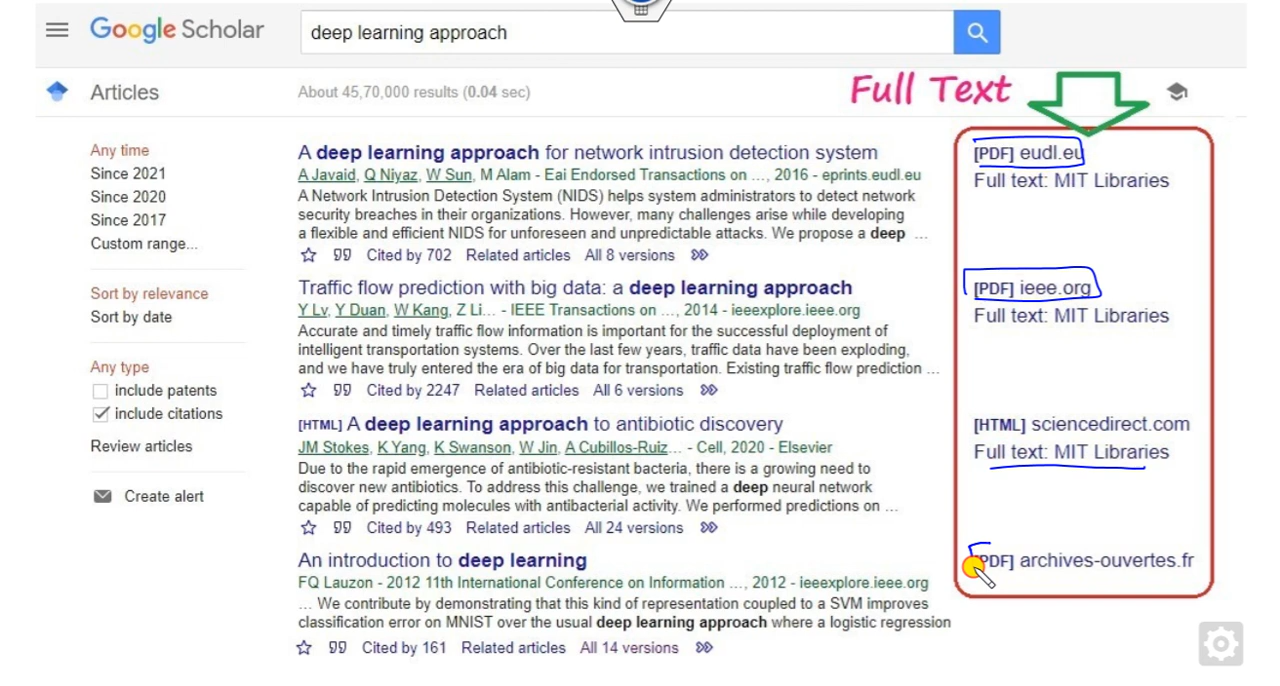 Google Scholar
deep learning approach
Articles
About 45,70,000 results (0.04 sec)
Full Text
Any time
Since 2021
Since 2020
Since 2017
Custom range...
Sort by relevance
Sort by date
Any type
include patents
include citations
Review articles
Create alert
A deep learning approach for network intrusion detection system
A Javaid, Q Niyaz, W Sun, M Alam - Eai Endorsed Transactions on …, 2016 - eprints.eudl.eu
A Network Intrusion Detection System (NIDS) helps system administrators to detect network
security breaches in their organizations. However, many challenges arise while developing
a flexible and efficient NIDS for unforeseen and unpredictable attacks. We propose a deep …
Cited by 702 Related articles All 8 versions
[PDF] eudl.eu
Full text: MIT Libraries
Traffic flow prediction with big data: a deep learning approach
Y Lv, Y Duan, W Kang, Z Li… - IEEE Transactions on …, 2014 - ieeexplore.ieee.org
Accurate and timely traffic flow information is important for the successful deployment of
intelligent transportation systems. Over the last few years, traffic data have been exploding,
and we have truly entered the era of big data for transportation. Existing traffic flow prediction …
Cited by 2247 Related articles All 6 versions
[PDF] ieee.org
Full text: MIT Libraries
[HTML] A deep learning approach to antibiotic discovery
JM Stokes, K Yang, K Swanson, W Jin, A Cubillos-Ruiz… - Cell, 2020 - Elsevier
Due to the rapid emergence of antibiotic-resistant bacteria, there is a growing need to
discover new antibiotics. To address this challenge, we trained a deep neural network
capable of predicting molecules with antibacterial activity. We performed predictions on …
Cited by 493 Related articles All 24 versions
[HTML] sciencedirect.com
Full text: MIT Libraries
An introduction to deep learning
FQ Lauzon - 2012 11th International Conference on Information …, 2012 - ieeexplore.ieee.org
… We contribute by demonstrating that this kind of representation coupled to a SVM improves
classification error on MNIST over the usual deep learning approach where a logistic regression
Cited by 161 Related articles All 14 versions
[PDF] archives-ouvertes.fr